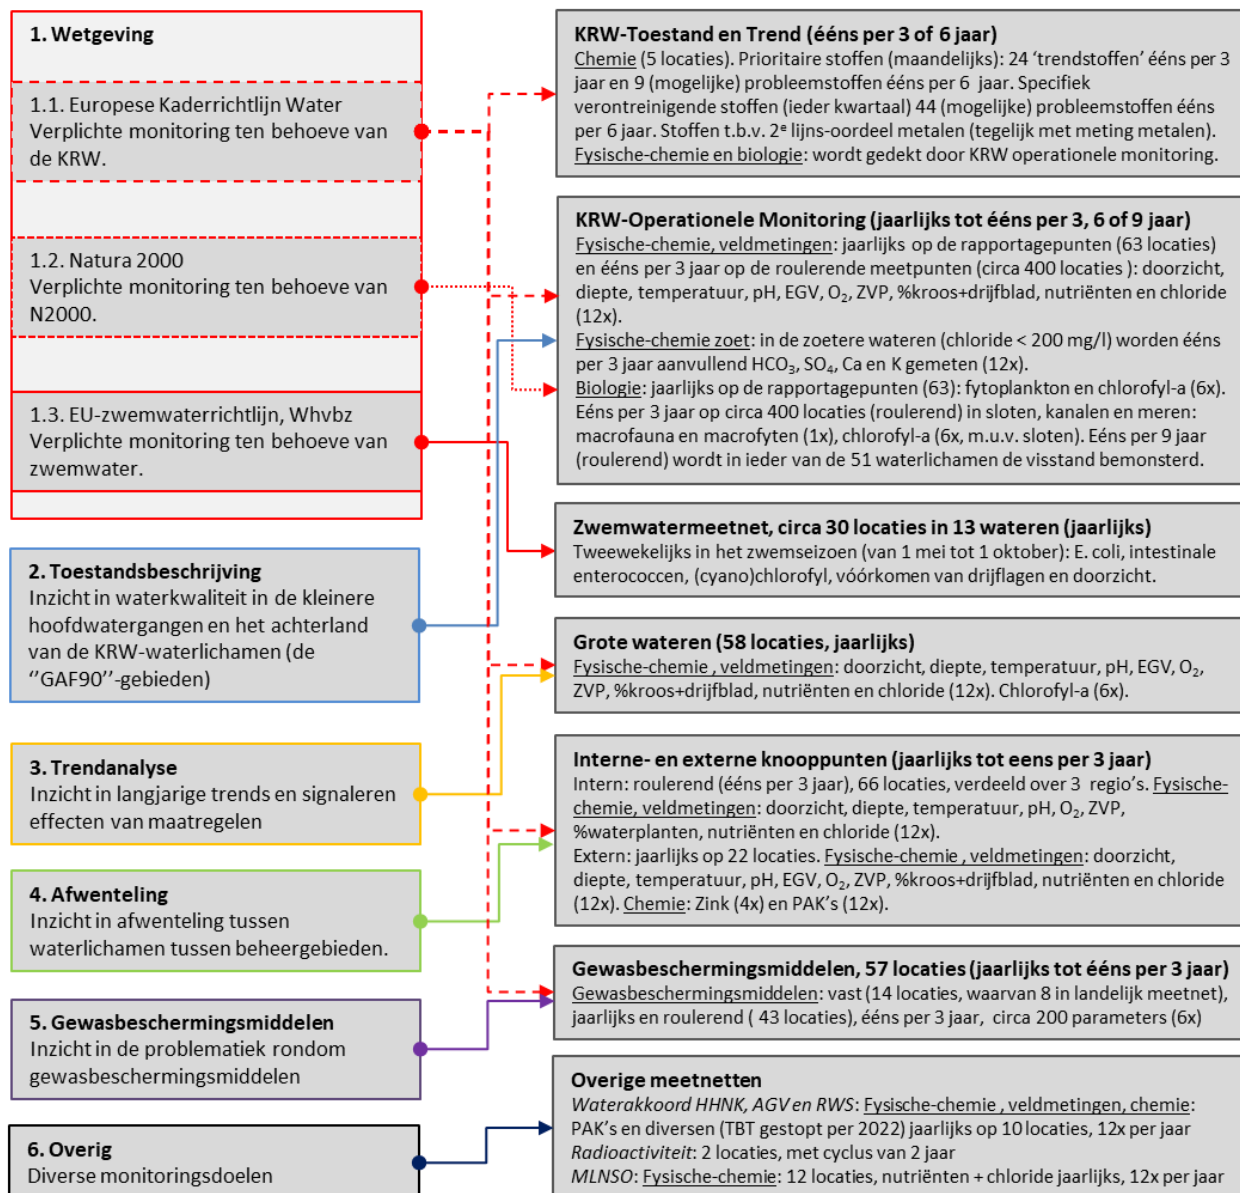 1. Wetgeving
1.1. Europese Kaderrichtlijn Water
Verplichte monitoring ten behoeve van
de KRW.
1.2. Natura 2000
Verplichte monitoring ten behoeve van
N2000.
1.3. EU-zwemwaterrichtlijn, Whvbz
Verplichte monitoring ten behoeve van
zwemwater.
2. Toestandsbeschrijving
Inzicht in waterkwaliteit in de kleinere
hoofdwatergangen en het achterland
van de KRW-waterlichamen (de
‘’GAF90’’-gebieden)
3. Trendanalyse
Inzicht in langjarige trends en signaleren
effecten van maatregelen
4. Afwenteling
Inzicht in afwenteling tussen
waterlichamen tussen beheergebieden.
5. Gewasbeschermingsmiddelen
Inzicht in de problematiek rondom
gewasbeschermingsmiddelen
6. Overig
Diverse monitoringsdoelen
KRW-Toestand en Trend (ééns per 3 of 6 jaar)
Chemie (5 locaties). Prioritaire stoffen (maandelijks): 24 ‘trendstoffen’ ééns per 3
jaar en 9 (mogelijke) probleemstoffen ééns per 6 jaar. Specifiek
verontreinigende stoffen (ieder kwartaal) 44 (mogelijke) probleemstoffen ééns
per 6 jaar. Stoffen t.b.v. 2ᵉ lijns-oordeel metalen (tegelijk met meting metalen).
Fysische-chemie en biologie: wordt gedekt door KRW operationele monitoring.
KRW-Operationele Monitoring (jaarlijks tot ééns per 3, 6 of 9 jaar)
Fysische-chemie, veldmetingen: jaarlijks op de rapportagepunten (63 locaties)
en ééns per 3 jaar op de roulerende meetpunten (circa 400 locaties ): doorzicht,
diepte, temperatuur, pH, EGV, O₂, ZVP, %kroos+drijfblad, nutriënten en chloride
(12x).
Fysische-chemie zoet: in de zoetere wateren (chloride < 200 mg/l) worden ééns
per 3 jaar aanvullend HCO₃, SO₄, Ca en K gemeten (12x).
Biologie: jaarlijks op de rapportagepunten (63): fytoplankton en chlorofyl-a (6x).
Eéns per 3 jaar op circa 400 locaties (roulerend) in sloten, kanalen en meren:
macrofauna en macrofyten (1x), chlorofyl-a (6x, m.u.v. sloten). Eéns per 9 jaar
(roulerend) wordt in ieder van de 51 waterlichamen de visstand bemonsterd.
Zwemwatermeetnet, circa 30 locaties in 13 wateren (jaarlijks)
Tweewekelijks in het zwemseizoen (van 1 mei tot 1 oktober): E. coli, intestinale
enterococcen, (cyano)chlorofyl, vóórkomen van drijflagen en doorzicht.
Grote wateren (58 locaties, jaarlijks)
Fysische-chemie , veldmetingen: doorzicht, diepte, temperatuur, pH, EGV, O₂,
ZVP, %kroos+drijfblad, nutriënten en chloride (12x). Chlorofyl-a (6x).
Interne- en externe knooppunten (jaarlijks tot eens per 3 jaar)
Intern: roulerend (ééns per 3 jaar), 66 locaties, verdeeld over 3 regio’s. Fysische-
chemie, veldmetingen: doorzicht, diepte, temperatuur, pH, O₂, ZVP,
%waterplanten, nutriënten en chloride (12x).
Extern: jaarlijks op 22 locaties. Fysische-chemie , veldmetingen: doorzicht,
diepte, temperatuur, pH, EGV, O₂, ZVP, %kroos+drijfblad, nutriënten en chloride
(12x). Chemie: Zink (4x) en PAK’s (12x).
Gewasbeschermingsmiddelen, 57 locaties (jaarlijks tot ééns per 3 jaar)
Gewasbeschermingsmiddelen: vast (14 locaties, waarvan 8 in landelijk meetnet),
jaarlijks en roulerend ( 43 locaties), ééns per 3 jaar, circa 200 parameters (6x)
Overige meetnetten
Waterakkoord HHNK, AGV en RWS: Fysische-chemie , veldmetingen, chemie:
PAK’s en diversen (TBT gestopt per 2022) jaarlijks op 10 locaties, 12x per jaar
Radioactiviteit: 2 locaties, met cyclus van 2 jaar
MLNSO: Fysische-chemie: 12 locaties, nutriënten + chloride jaarlijks, 12x per jaar